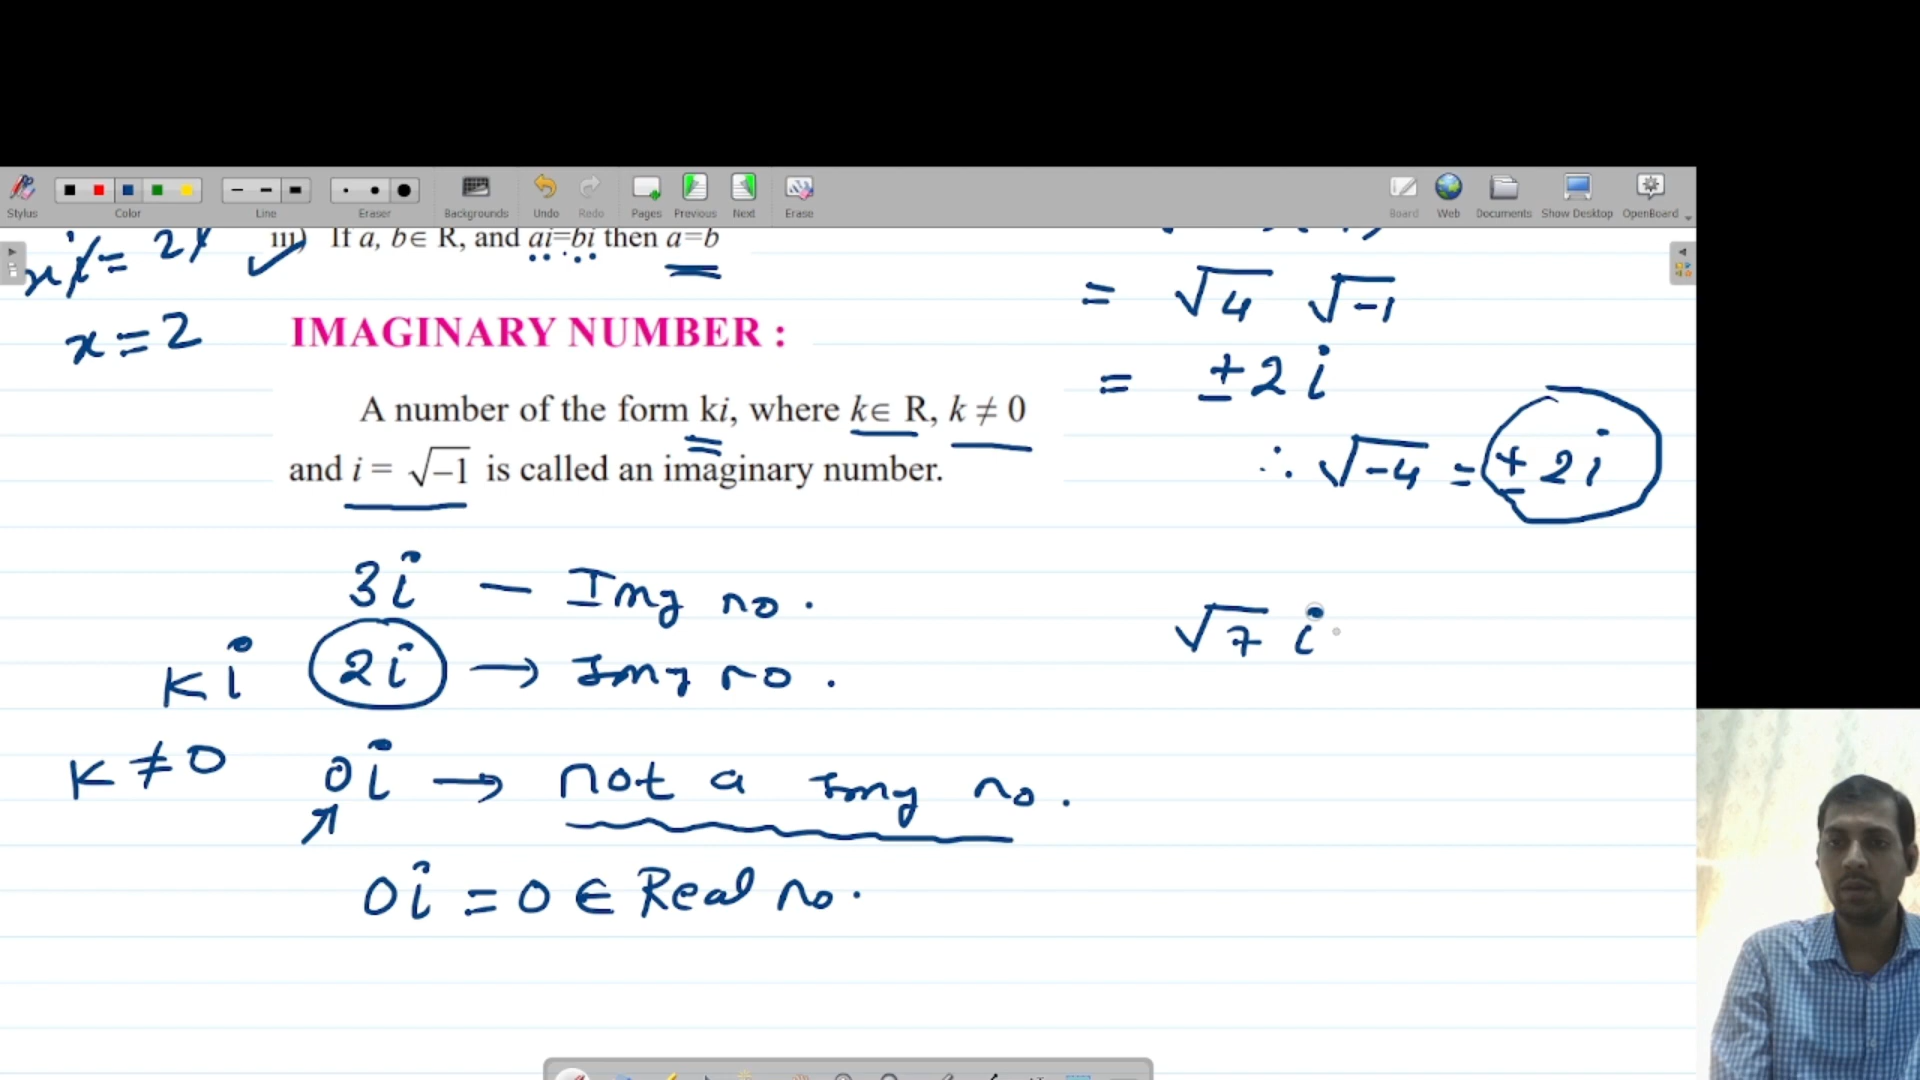 Stylus Color Line Eraser Backgrounds Undo Redo Pages Previous Next Erase Board Web Documents Show Desktop OpenBoard
xi = 2i
x = 2
iii) If a, b∈ R, and ai=bi then a=b
IMAGINARY NUMBER :
A number of the form ki, where k∈ R, k ≠ 0
and i = √−1 is called an imaginary number.
3i – Img no.
ki 2i → Img no.
k ≠ 0 0i → not a Img no.
0i = 0 ∈ Real no.
= √4 √-1
= ± 2 i
∴ √-4 = ± 2i
√7 i